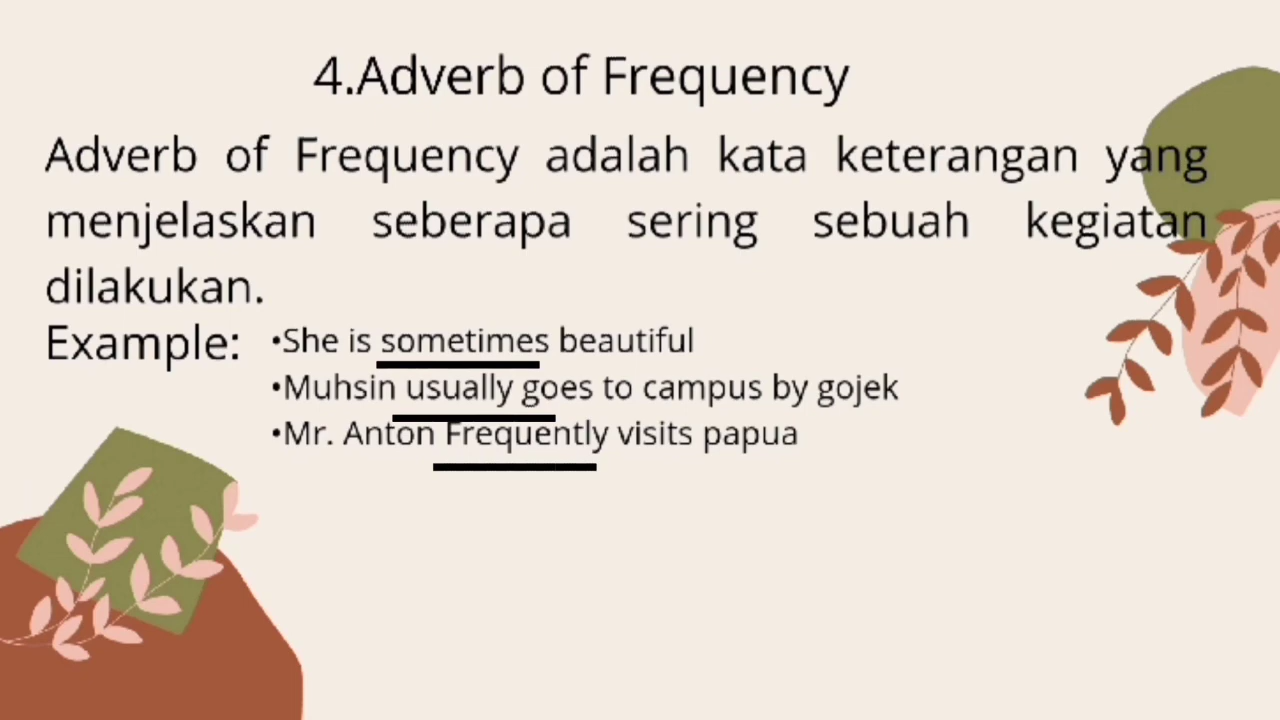 4.Adverb of Frequency
Adverb of Frequency adalah kata keterangan yang
menjelaskan seberapa sering sebuah kegiatan
dilakukan.
Example:
•She is sometimes beautiful
•Muhsin usually goes to campus by gojek
•Mr. Anton Frequently visits papua